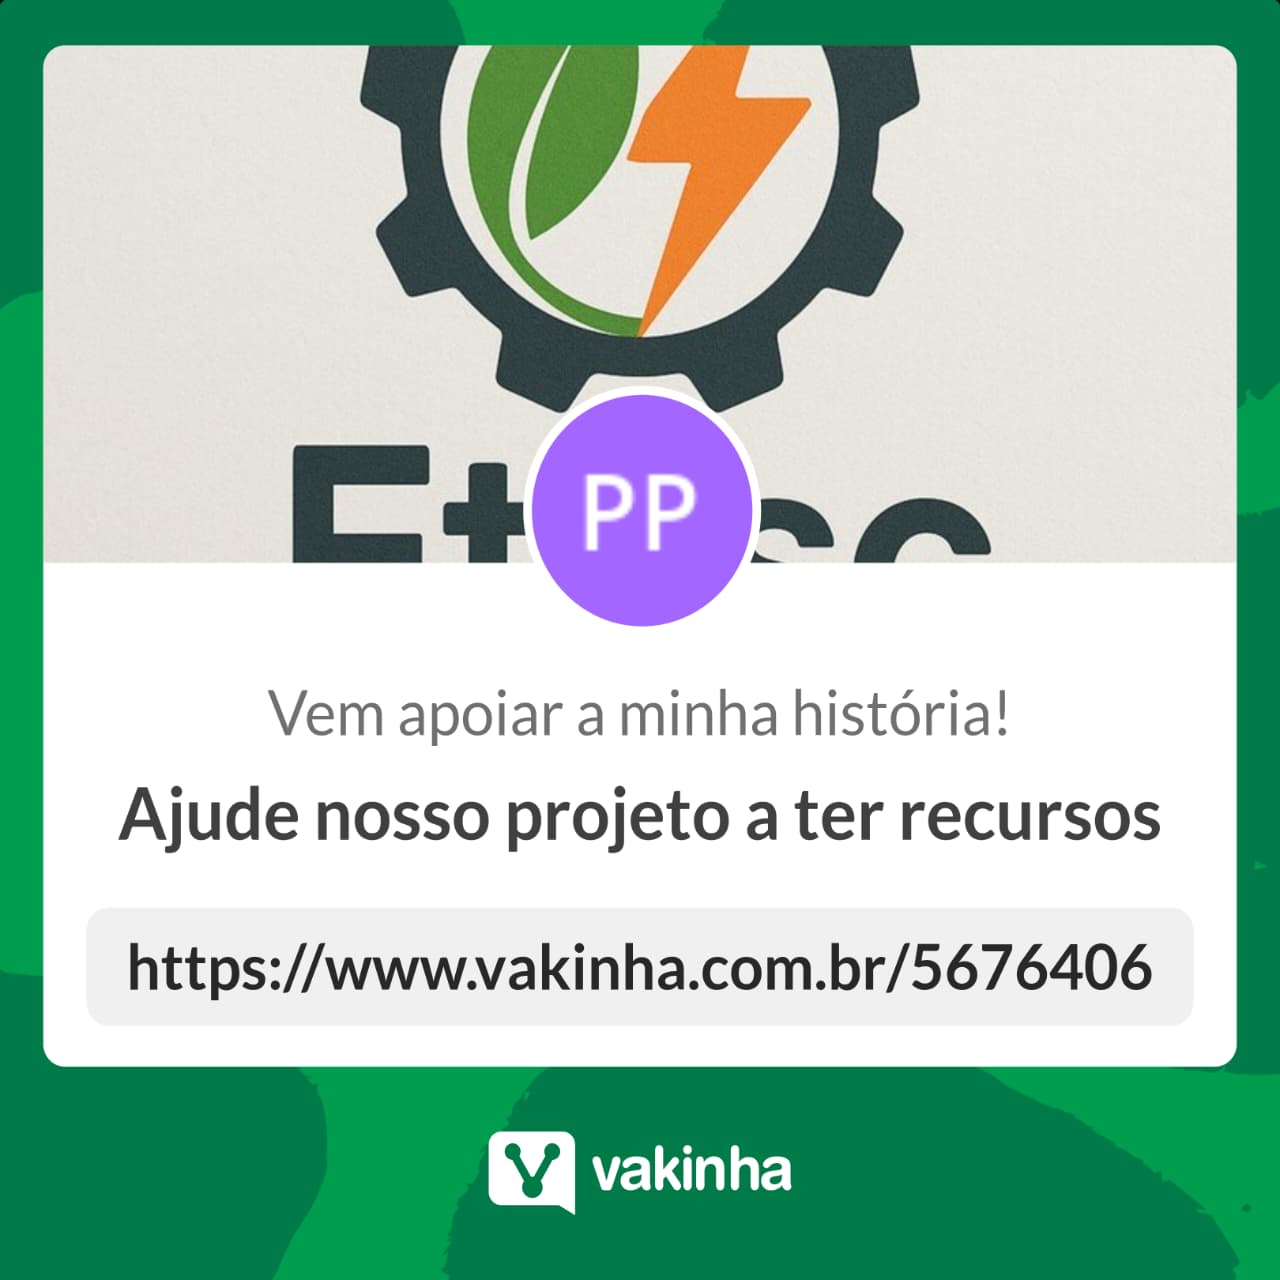 PP
Vem apoiar a minha história!
Ajude nosso projeto a ter recursos
https://www.vakinha.com.br/5676406
vakinha